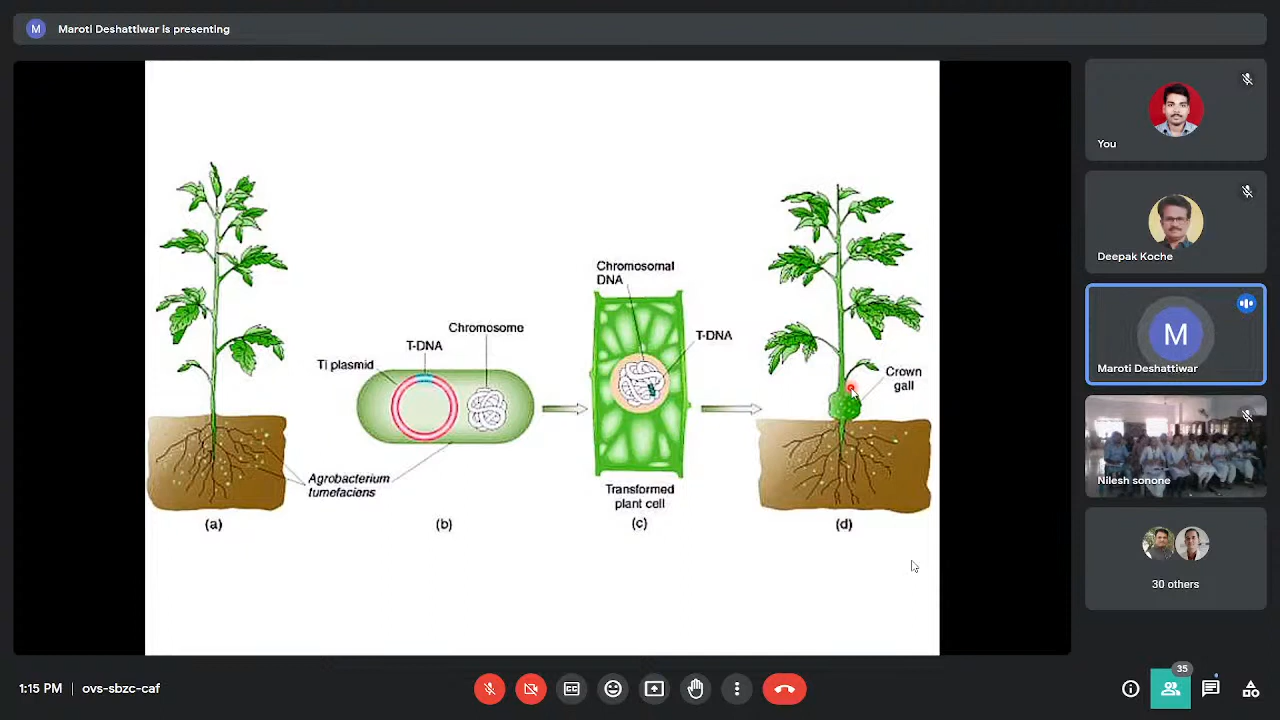 M
Maroti Deshattiwar is presenting
Chromosomal
DNA
T-DNA
Chromosome
T-DNA
Ti plasmid
Crown
gall
Agrobacterium
tumefaciens
Transformed
plant cell
(a)
(b)
(c)
(d)
You
Deepak Koche
M
Maroti Deshattiwar
Nilesh sonone
30 others
1:15 PM
ovs-sbzc-caf
35